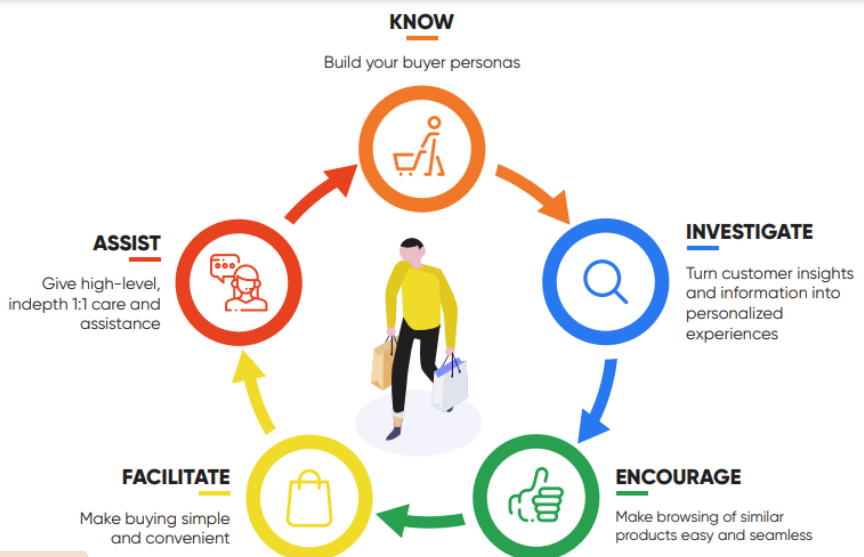 KNOW
Build your buyer personas
INVESTIGATE
Turn customer insights
and information into
personalized
experiences
ENCOURAGE
Make browsing of similar
products easy and seamless
FACILITATE
Make buying simple
and convenient
ASSIST
Give high-level,
indepth 1:1 care and
assistance